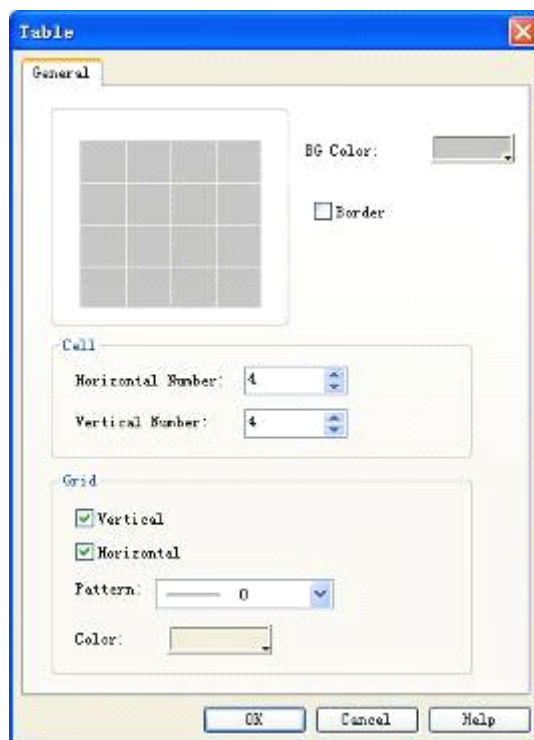 Table
General
BG Color:
Border
Cell
Horizontal Number: 4
Vertical Number: 4
Grid
Vertical
Horizontal
Pattern: 0
Color:
OK Cancel Help